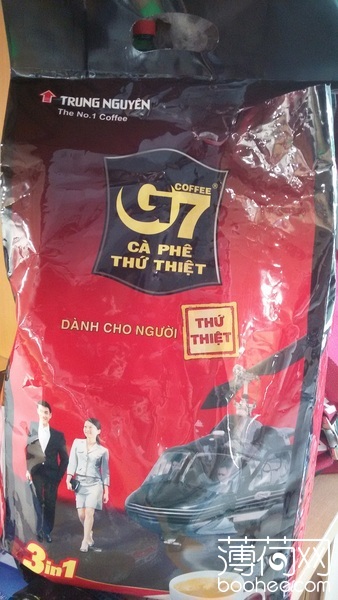 TRUNG NGUYÊN
The No.1 Coffee
COFFEE
G7®
CÀ PHÊ
THỨ THIỆT
DÀNH CHO NGƯỜI
THỨ
THIỆT
3in1
薄荷网
boohee.com